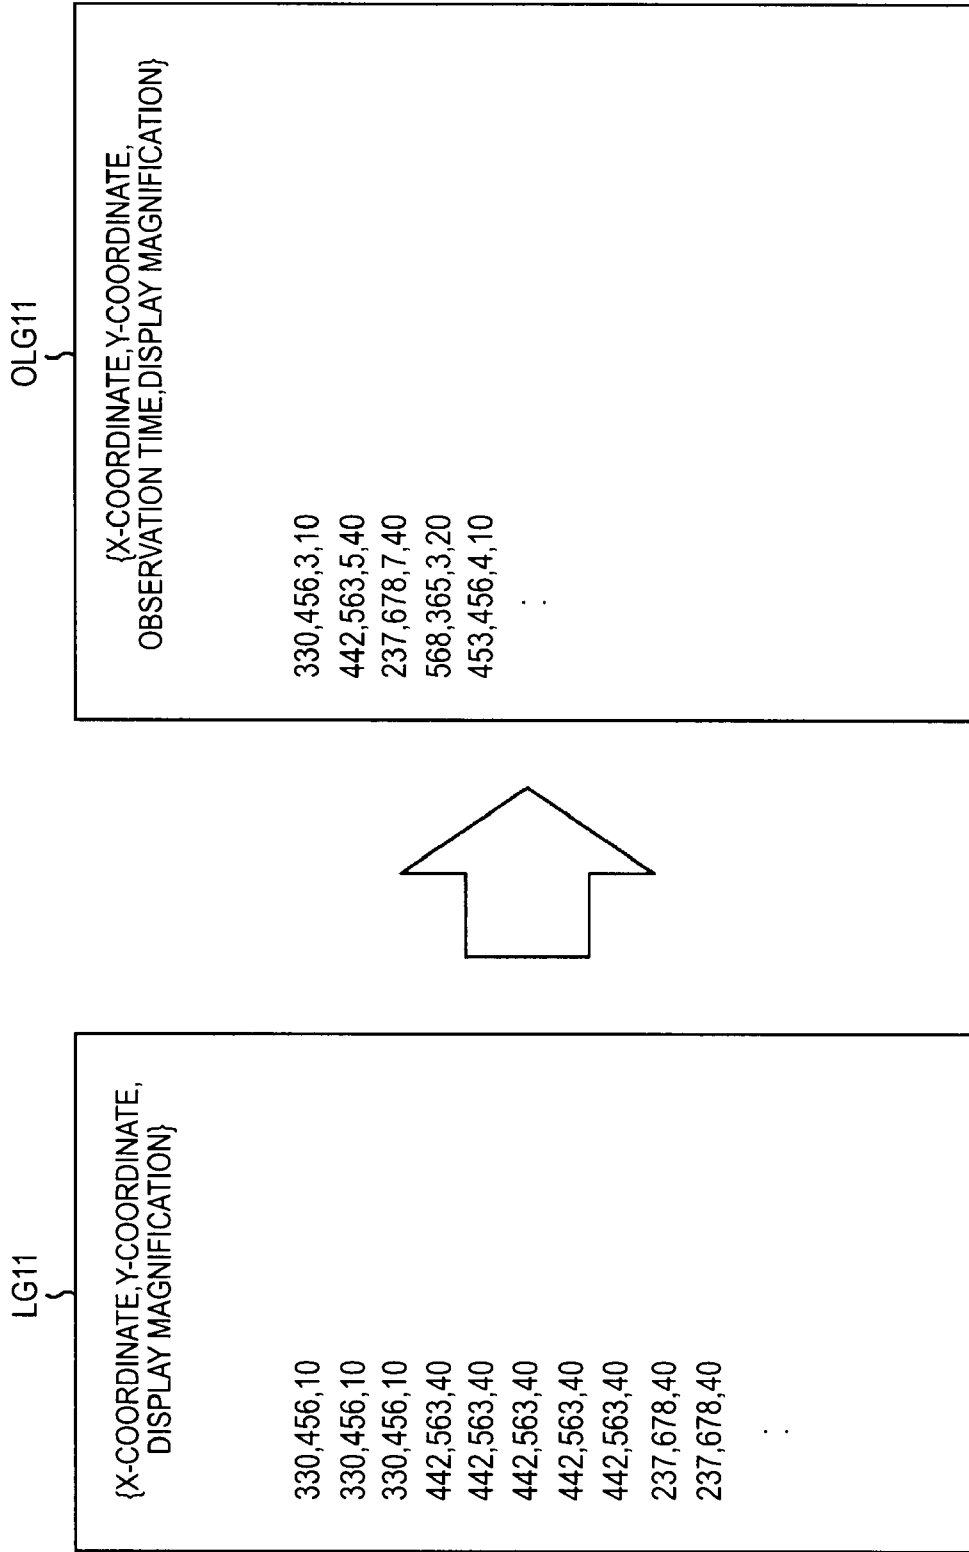 LG11
{X-COORDINATE,Y-COORDINATE,
DISPLAY MAGNIFICATION}
330,456,10
330,456,10
330,456,10
442,563,40
442,563,40
442,563,40
442,563,40
442,563,40
237,678,40
237,678,40
. .
OLG11
{X-COORDINATE,Y-COORDINATE,
OBSERVATION TIME,DISPLAY MAGNIFICATION}
330,456,3,10
442,563,5,40
237,678,7,40
568,365,3,20
453,456,4,10
. .